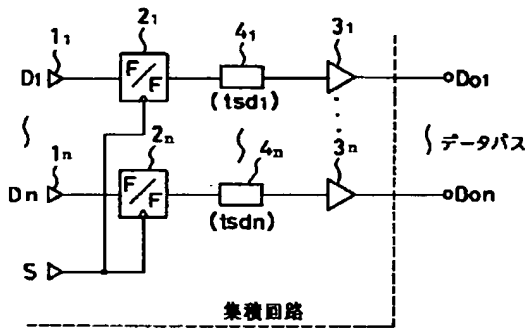 1₁ 2₁ 4₁ 3₁
D1 F/F (tsd₁) Do1
1n 2n 4n 3n データバス
Dn F/F (tsdn) Don
S
集積回路